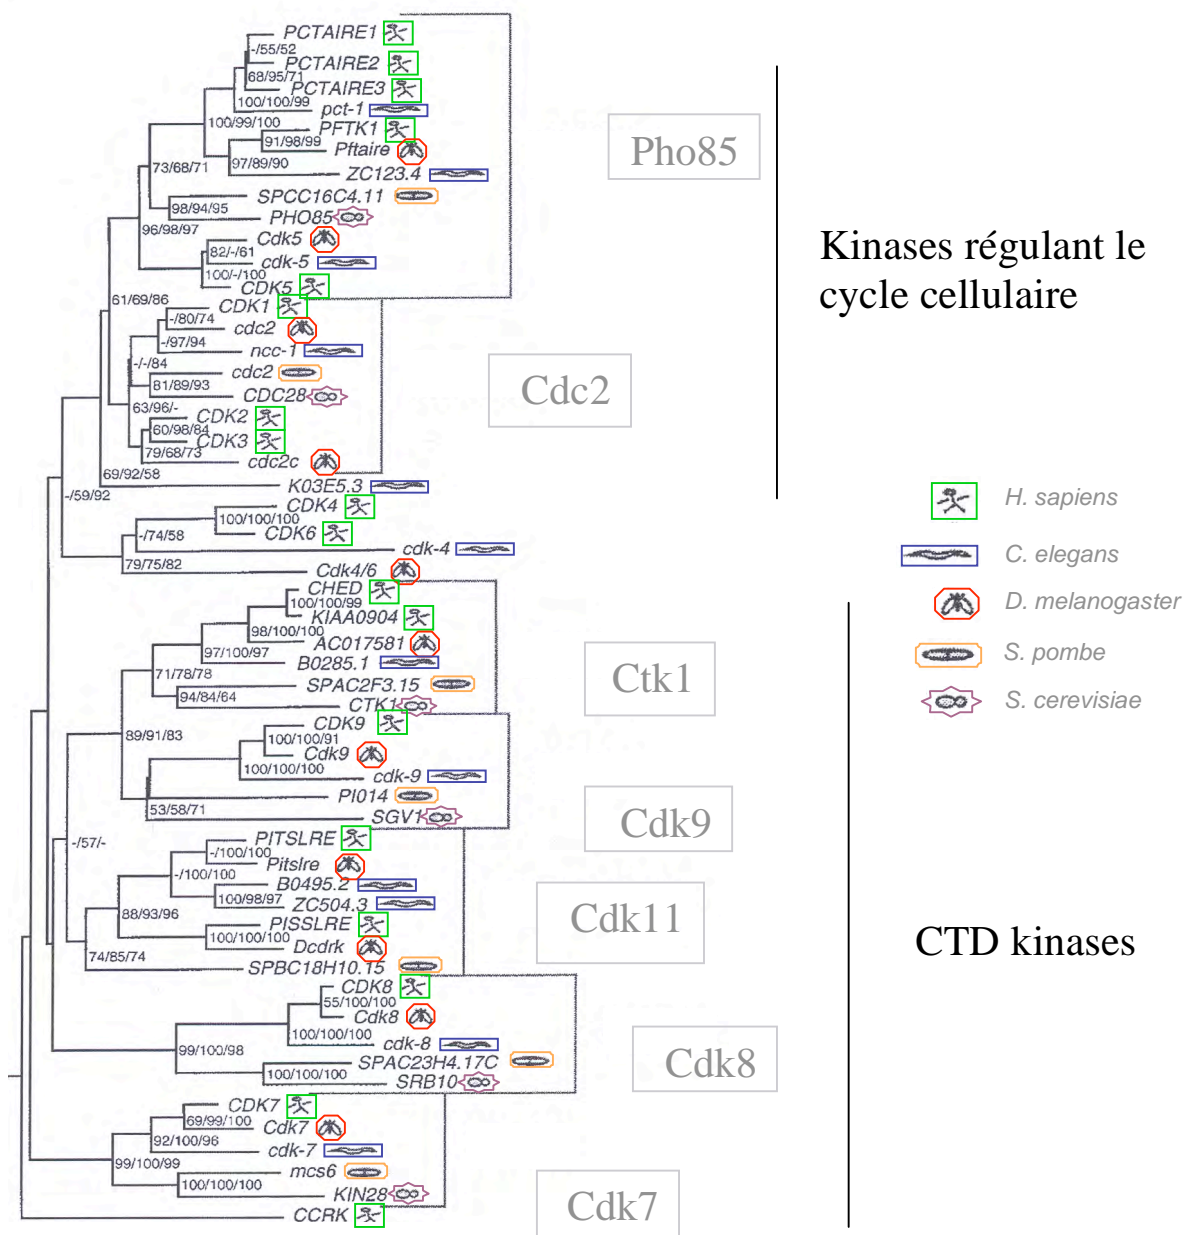 PCTAIRE1
-/55/52
PCTAIRE2
68/95/71
PCTAIRE3
100/100/99
pct-1
100/99/100
PFTK1
91/98/99
Pftaire
97/89/90
ZC123.4
73/68/71
SPCC16C4.11
98/94/95
PHO85
96/98/97
Cdk5
82/-/61
cdk-5
100/-/100
CDK5
61/69/86
CDK1
-/80/74
cdc2
-/97/94
ncc-1
-/-/84
cdc2
81/89/93
CDC28
63/96/-
CDK2
60/98/84
CDK3
79/68/73
cdc2c
69/92/58
K03E5.3
-/59/92
CDK4
100/100/100
CDK6
-/74/58
cdk-4
79/75/82
Cdk4/6
CHED
100/100/99
KIAA0904
98/100/100
AC017581
97/100/97
B0285.1
71/78/78
SPAC2F3.15
94/84/64
CTK1
89/91/83
CDK9
100/100/91
Cdk9
100/100/100
cdk-9
PI014
53/58/71
SGV1
-/57/-
PITSLRE
-/100/100
Pitslre
-/100/100
B0495.2
100/98/97
ZC504.3
88/93/96
PISSLRE
100/100/100
Dcdrk
74/85/74
SPBC18H10.15
CDK8
55/100/100
Cdk8
100/100/100
cdk-8
99/100/98
SPAC23H4.17C
100/100/100
SRB10
CDK7
69/99/100
Cdk7
92/100/96
cdk-7
99/100/99
mcs6
100/100/100
KIN28
CCRK
Pho85
Cdc2
Ctk1
Cdk9
Cdk11
Cdk8
Cdk7
Kinases régulant le
cycle cellulaire
H. sapiens
C. elegans
D. melanogaster
S. pombe
S. cerevisiae
CTD kinases